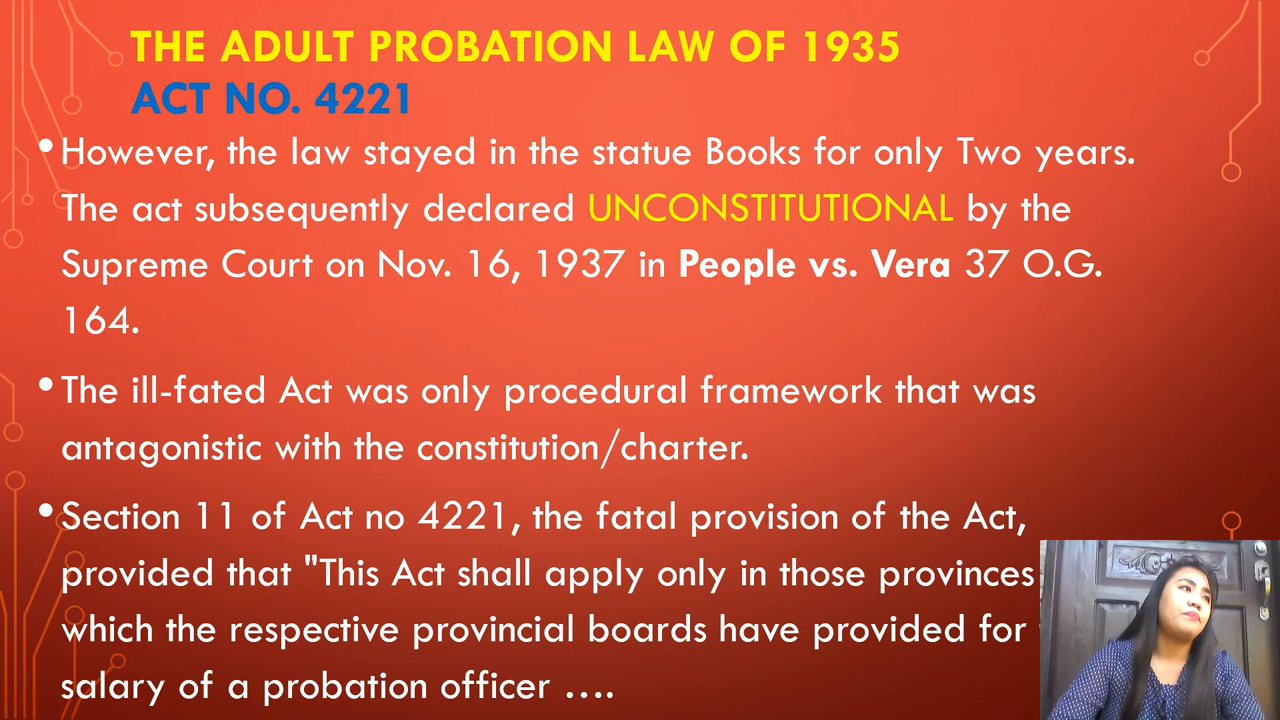 THE ADULT PROBATION LAW OF 1935
ACT NO. 4221
• However, the law stayed in the statue Books for only Two years.
The act subsequently declared UNCONSTITUTIONAL by the
Supreme Court on Nov. 16, 1937 in People vs. Vera 37 O.G.
164.
• The ill-fated Act was only procedural framework that was
antagonistic with the constitution/charter.
• Section 11 of Act no 4221, the fatal provision of the Act,
provided that "This Act shall apply only in those provinces
which the respective provincial boards have provided for
salary of a probation officer ....